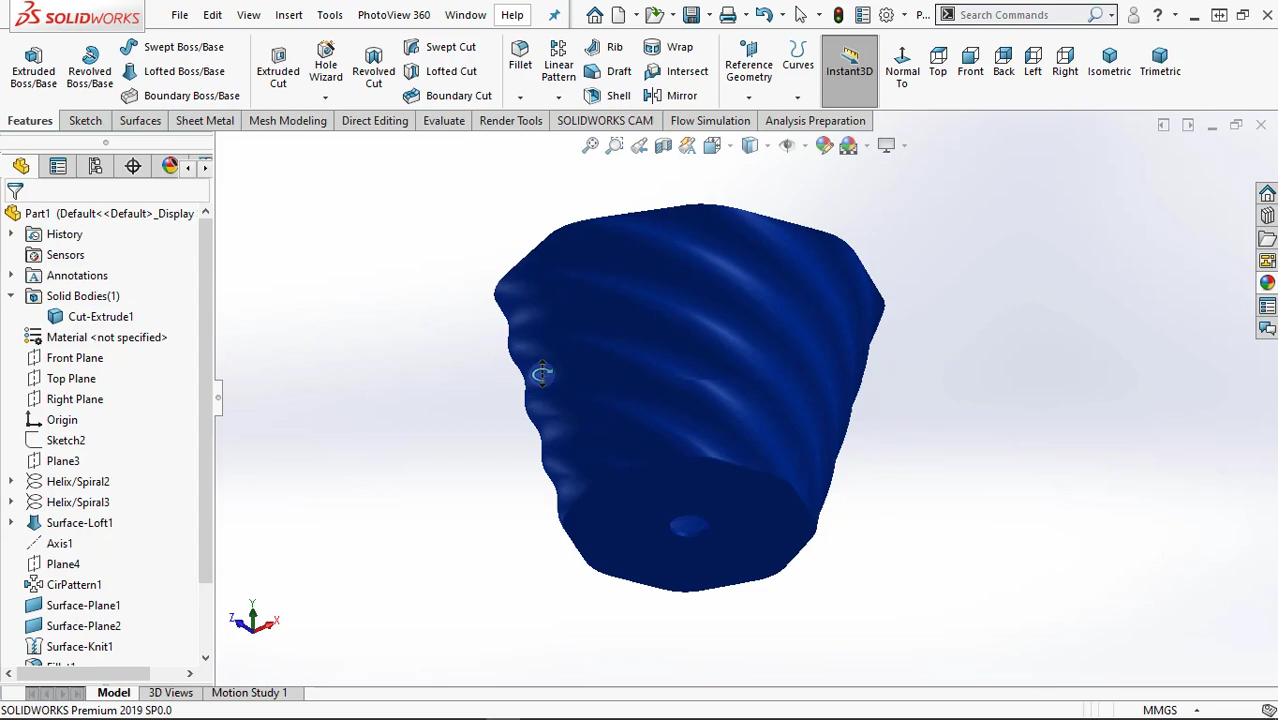 SOLIDWORKS File Edit View Insert Tools PhotoView 360 Window Help P... Search Commands ?
Extruded Boss/Base Revolved Boss/Base Swept Boss/Base Lofted Boss/Base Boundary Boss/Base Extruded Cut Hole Wizard Revolved Cut Swept Cut Lofted Cut Boundary Cut Fillet Linear Pattern Rib Draft Shell Wrap Intersect Mirror Reference Geometry Curves Instant3D Normal To Top Front Back Left Right Isometric Trimetric
Features Sketch Surfaces Sheet Metal Mesh Modeling Direct Editing Evaluate Render Tools SOLIDWORKS CAM Flow Simulation Analysis Preparation
Part1 (Default<<Default>_Display
History
Sensors
Annotations
Solid Bodies(1)
Cut-Extrude1
Material <not specified>
Front Plane
Top Plane
Right Plane
Origin
Sketch2
Plane3
Helix/Spiral2
Helix/Spiral3
Surface-Loft1
Axis1
Plane4
CirPattern1
Surface-Plane1
Surface-Plane2
Surface-Knit1
Fillet1
Y
Z X
Model 3D Views Motion Study 1
SOLIDWORKS Premium 2019 SP0.0 MMGS